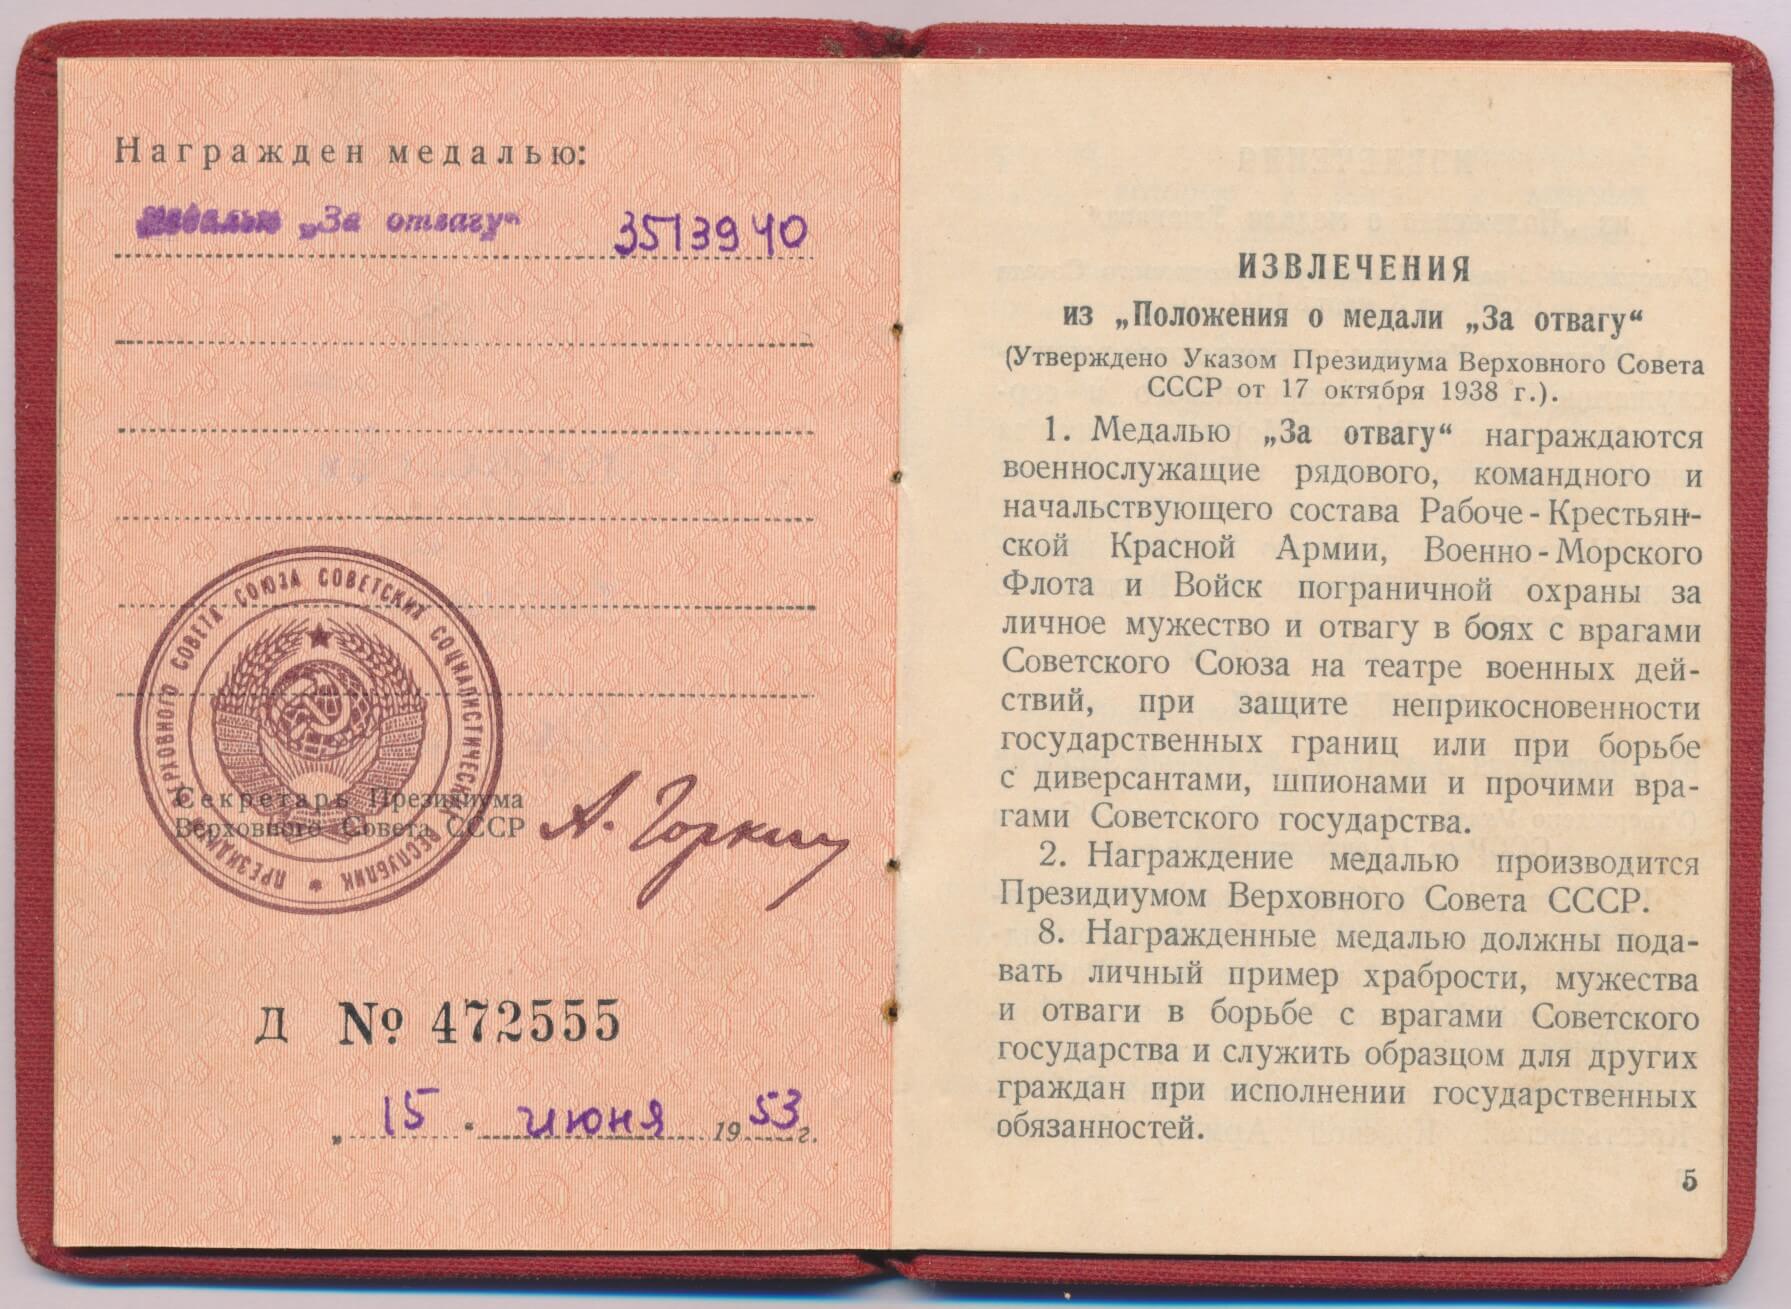 Награжден медалью:
Медалью „За отвагу“ 3513940
ПРЕЗИДИУМ ВЕРХОВНОГО СОВЕТА СОЮЗА СОВЕТСКИХ СОЦИАЛИСТИЧЕСКИХ РЕСПУБЛИК
Секретарь Президиума
Верховного Совета СССР А. Горкин
Д № 472555
„ 15 “ июня 1953 г.
ИЗВЛЕЧЕНИЯ
из „Положения о медали „За отвагу“
(Утверждено Указом Президиума Верховного Совета
СССР от 17 октября 1938 г.).
1. Медалью „За отвагу“ награждаются
военнослужащие рядового, командного и
начальствующего состава Рабоче-Крестьян-
ской Красной Армии, Военно-Морского
Флота и Войск пограничной охраны за
личное мужество и отвагу в боях с врагами
Советского Союза на театре военных дей-
ствий, при защите неприкосновенности
государственных границ или при борьбе
с диверсантами, шпионами и прочими вра-
гами Советского государства.
2. Награждение медалью производится
Президиумом Верховного Совета СССР.
8. Награжденные медалью должны пода-
вать личный пример храбрости, мужества
и отваги в борьбе с врагами Советского
государства и служить образцом для других
граждан при исполнении государственных
обязанностей.
5